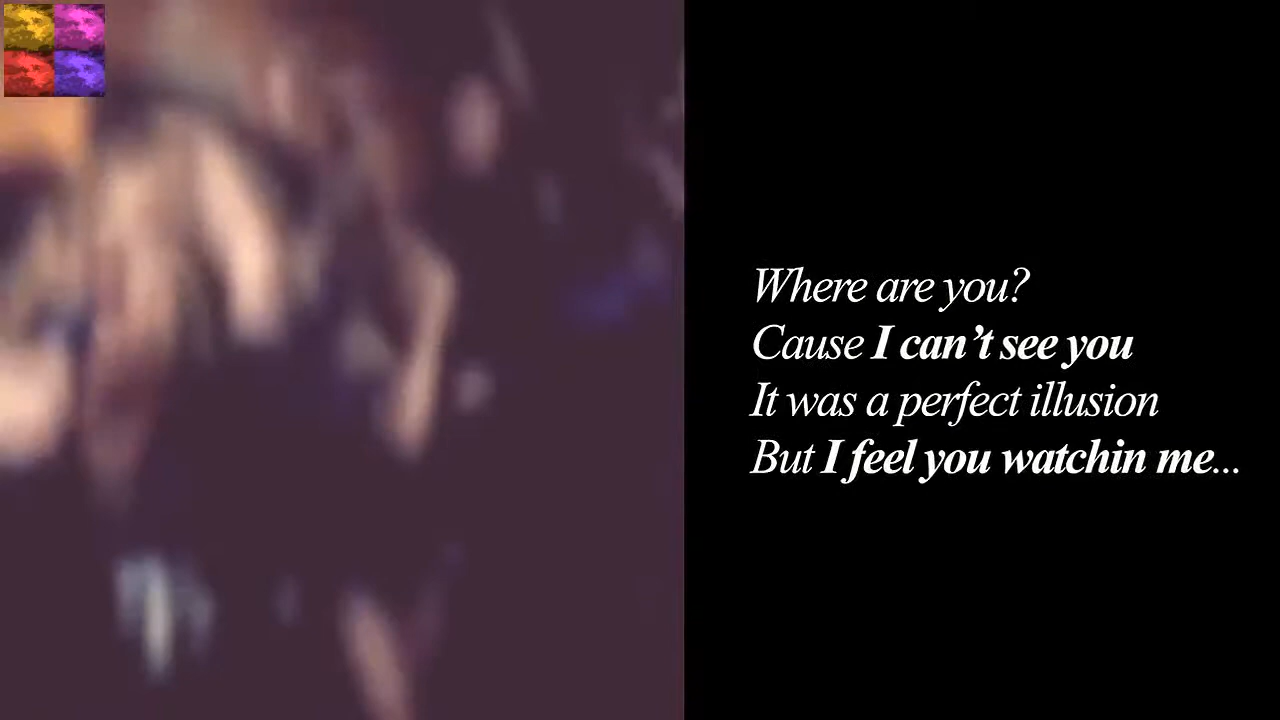 Where are you?
Cause I can’t see you
It was a perfect illusion
But I feel you watchin me...